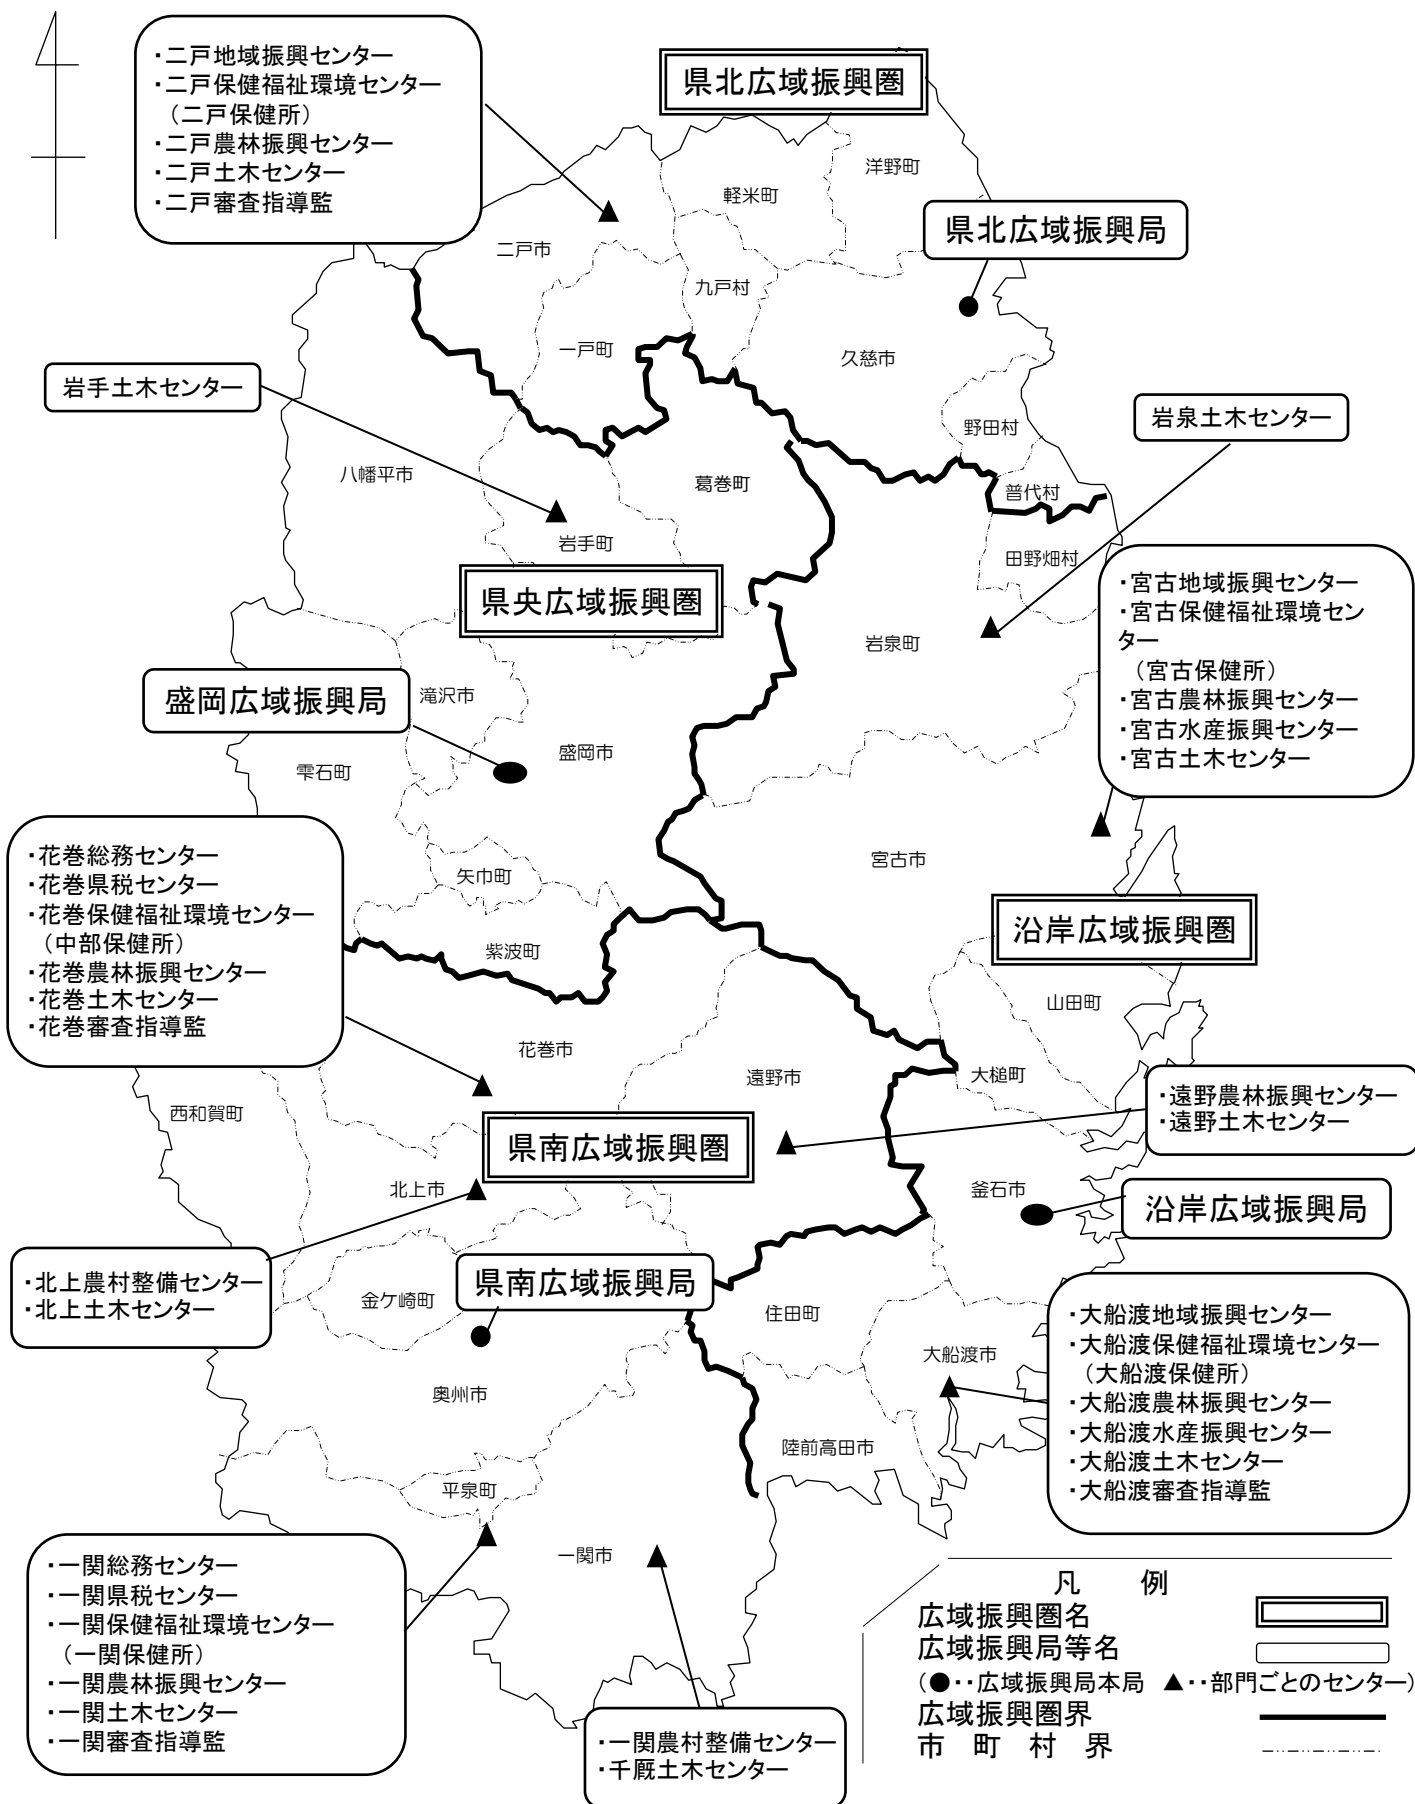 ・二戸地域振興センター
・二戸保健福祉環境センター
（二戸保健所）
・二戸農林振興センター
・二戸土木センター
・二戸審査指導監
県北広域振興圏
洋野町
軽米町
県北広域振興局
二戸市
九戸村
一戸町
久慈市
岩手土木センター
岩泉土木センター
野田村
八幡平市
葛巻町
普代村
岩手町
田野畑村
県央広域振興圏
・宮古地域振興センター
・宮古保健福祉環境セン
ター
（宮古保健所）
・宮古農林振興センター
・宮古水産振興センター
・宮古土木センター
岩泉町
盛岡広域振興局
滝沢市
盛岡市
雫石町
・花巻総務センター
・花巻県税センター
・花巻保健福祉環境センター
（中部保健所）
・花巻農林振興センター
・花巻土木センター
・花巻審査指導監
宮古市
矢巾町
沿岸広域振興圏
紫波町
山田町
花巻市
遠野市
大槌町
西和賀町
・遠野農林振興センター
・遠野土木センター
県南広域振興圏
北上市
釜石市
沿岸広域振興局
・北上農村整備センター
・北上土木センター
県南広域振興局
金ケ崎町
住田町
・大船渡地域振興センター
・大船渡保健福祉環境センター
（大船渡保健所）
・大船渡農林振興センター
・大船渡水産振興センター
・大船渡土木センター
・大船渡審査指導監
大船渡市
奥州市
陸前高田市
平泉町
一関市
・一関総務センター
・一関県税センター
・一関保健福祉環境センター
（一関保健所）
・一関農林振興センター
・一関土木センター
・一関審査指導監
・一関農村整備センター
・千厩土木センター
凡　例
広域振興圏名
広域振興局等名
（●‥広域振興局本局　▲‥部門ごとのセンター）
広域振興圏界
市　町　村　界